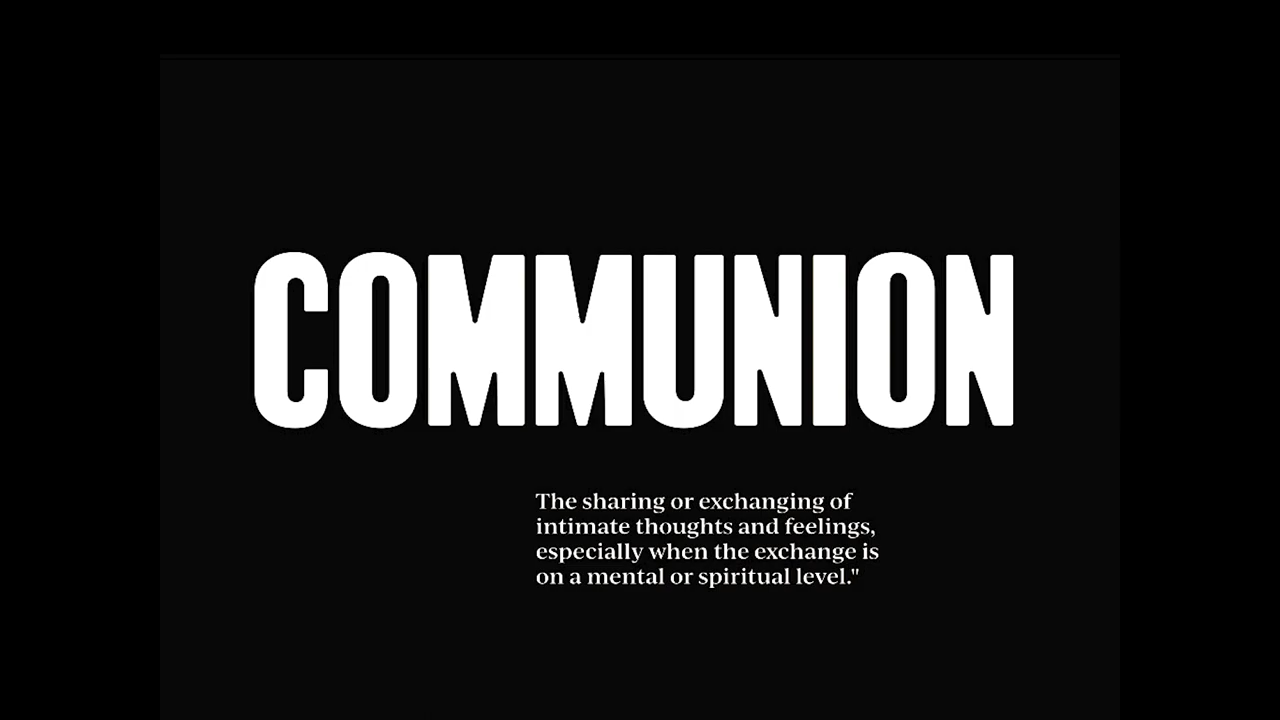 COMMUNION
The sharing or exchanging of
intimate thoughts and feelings,
especially when the exchange is
on a mental or spiritual level."